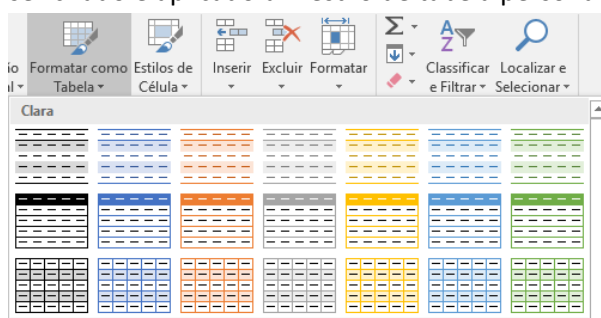 Formatar como Estilos de Inserir Excluir Formatar Classificar Localizar e
Tabela Célula e Filtrar Selecionar
Clara